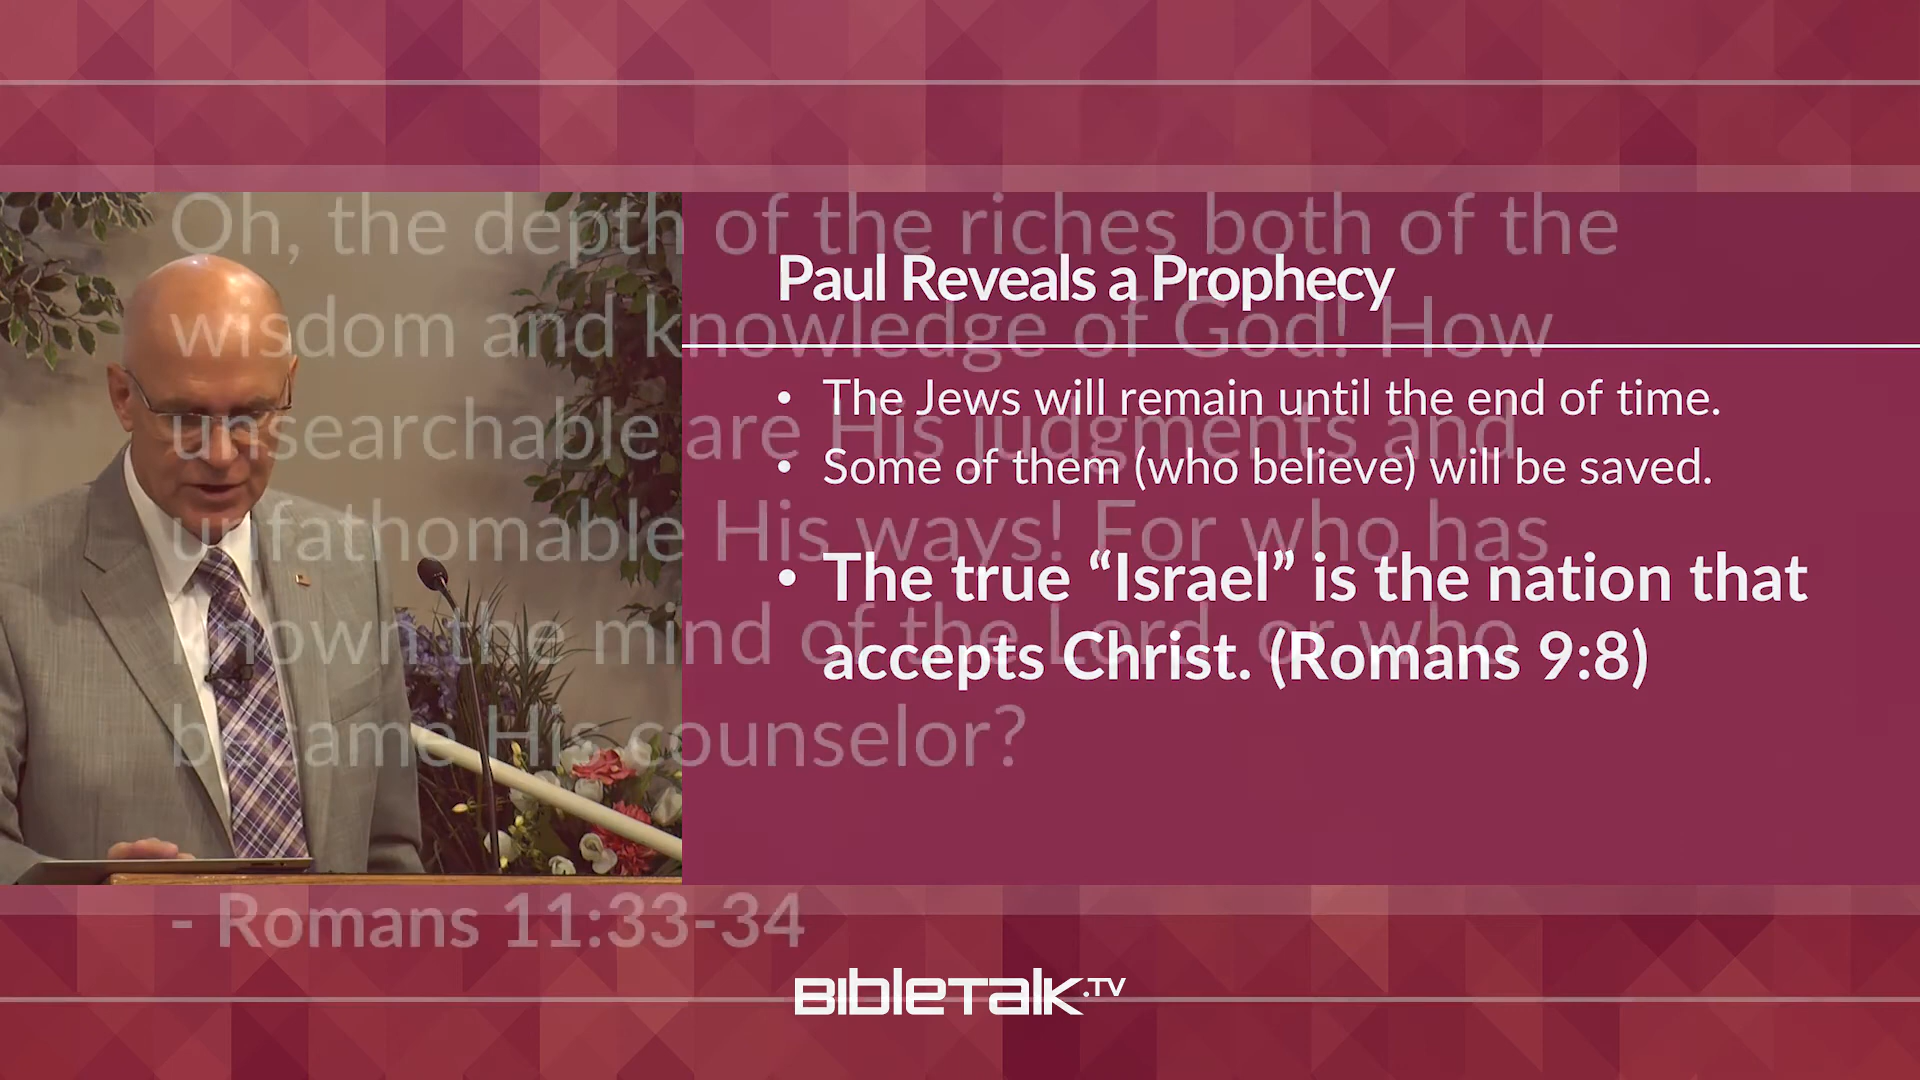 Oh, the depth of the riches both of the
wisdom and knowledge of God! How
unsearchable are His judgments and
unfathomable His ways! For who has
known the mind of the Lord, or who
became His counselor?
- Romans 11:33-34
Paul Reveals a Prophecy
• The Jews will remain until the end of time.
• Some of them (who believe) will be saved.
• The true “Israel” is the nation that
accepts Christ. (Romans 9:8)
BIBLETALK.TV